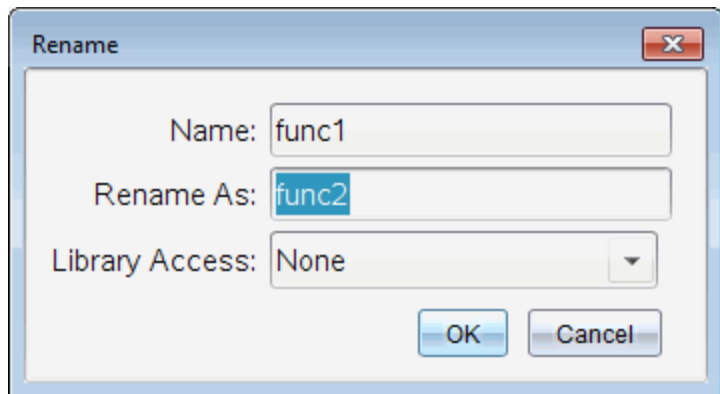 Rename
Name: func1
Rename As: func2
Library Access: None
OK Cancel